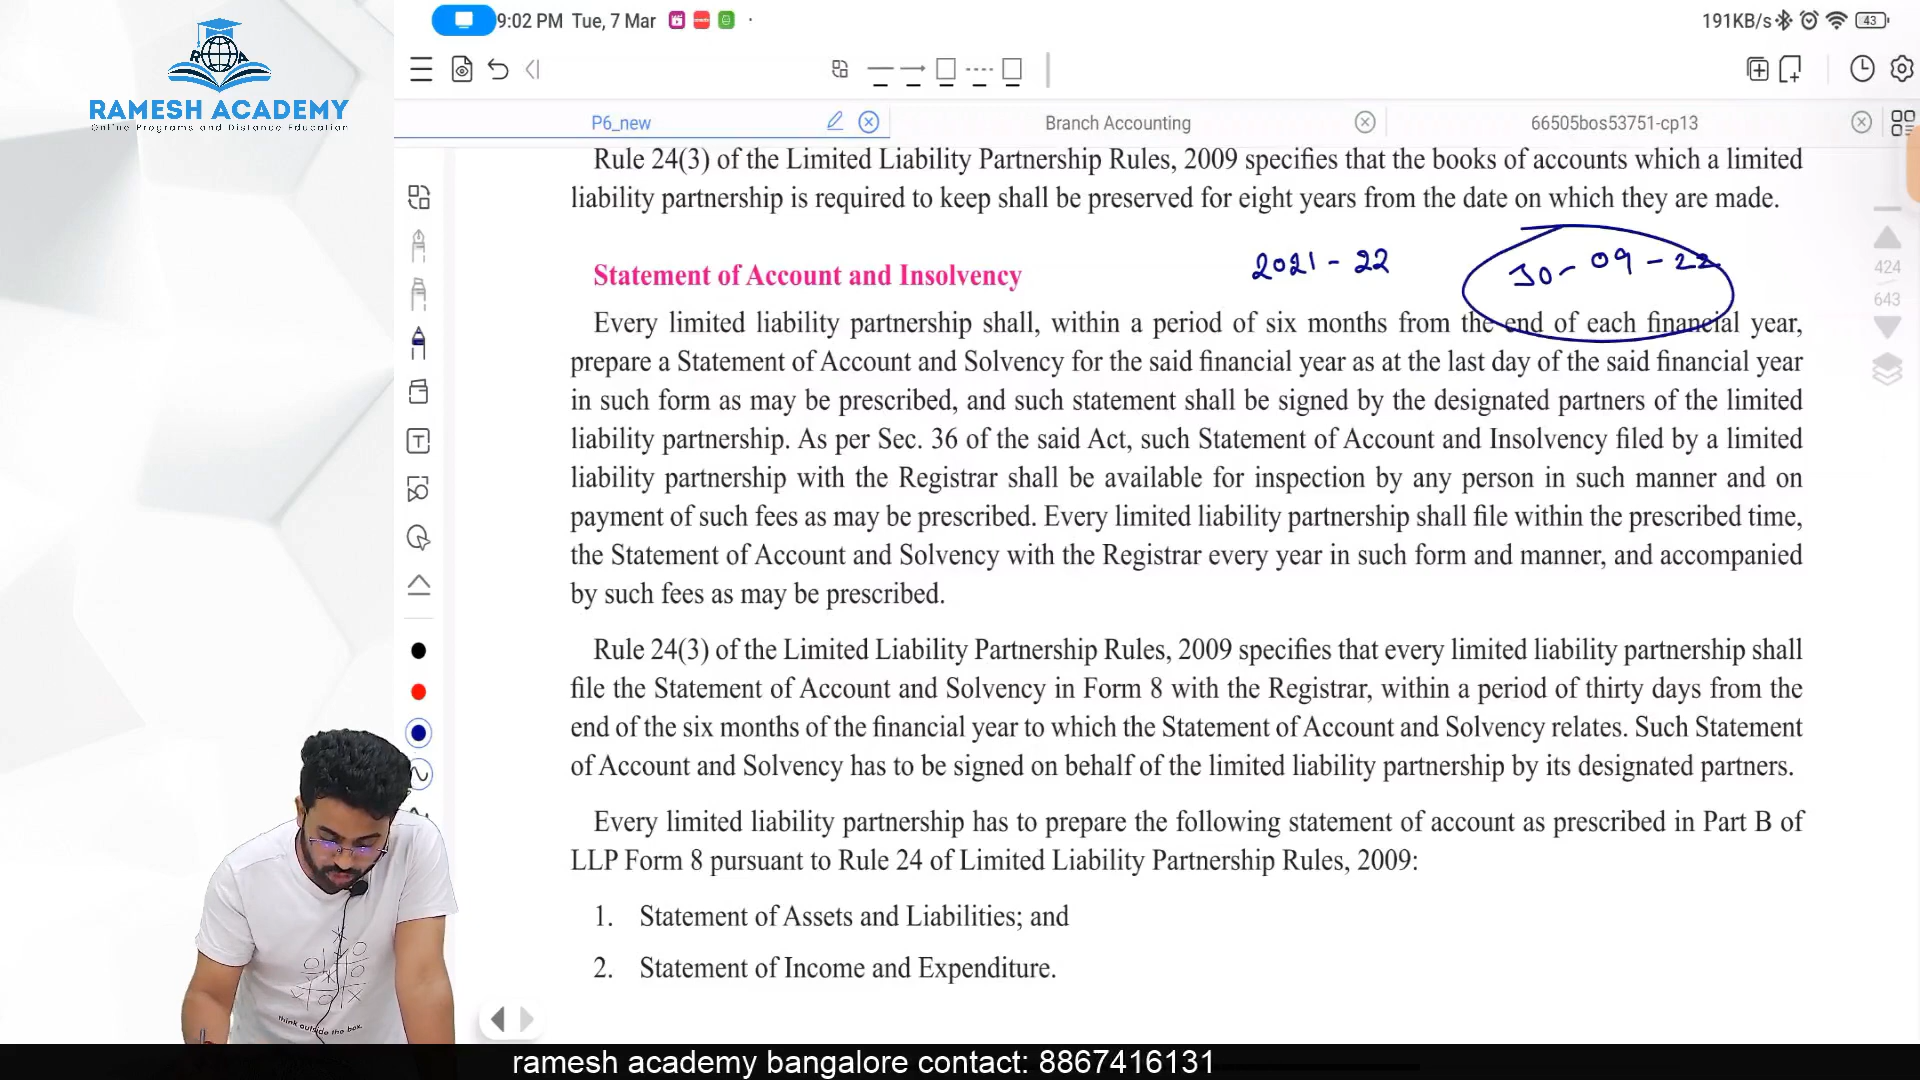 RAMESH ACADEMY
Online Programs and Distance Education
9:02 PM Tue, 7 Mar
191KB/s
43
P6_new
Branch Accounting
66505bos53751-cp13
Rule 24(3) of the Limited Liability Partnership Rules, 2009 specifies that the books of accounts which a limited
liability partnership is required to keep shall be preserved for eight years from the date on which they are made.
2021-22
30-09-22
Statement of Account and Insolvency
Every limited liability partnership shall, within a period of six months from the end of each financial year,
prepare a Statement of Account and Solvency for the said financial year as at the last day of the said financial year
in such form as may be prescribed, and such statement shall be signed by the designated partners of the limited
liability partnership. As per Sec. 36 of the said Act, such Statement of Account and Insolvency filed by a limited
liability partnership with the Registrar shall be available for inspection by any person in such manner and on
payment of such fees as may be prescribed. Every limited liability partnership shall file within the prescribed time,
the Statement of Account and Solvency with the Registrar every year in such form and manner, and accompanied
by such fees as may be prescribed.
Rule 24(3) of the Limited Liability Partnership Rules, 2009 specifies that every limited liability partnership shall
file the Statement of Account and Solvency in Form 8 with the Registrar, within a period of thirty days from the
end of the six months of the financial year to which the Statement of Account and Solvency relates. Such Statement
of Account and Solvency has to be signed on behalf of the limited liability partnership by its designated partners.
Every limited liability partnership has to prepare the following statement of account as prescribed in Part B of
LLP Form 8 pursuant to Rule 24 of Limited Liability Partnership Rules, 2009:
1. Statement of Assets and Liabilities; and
2. Statement of Income and Expenditure.
424
643
think outside the box.
ramesh academy bangalore contact: 8867416131